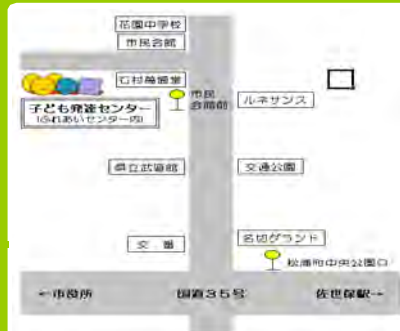 花園中学校
市民会館
石村萬盛堂
市民
会館前
ルネサンス
子ども発達センター
(ふれあいセンター内)
県立武道館
交通公園
交 番
名切グランド
松浦町中央公園口
←市役所
国道35号
佐世保駅→